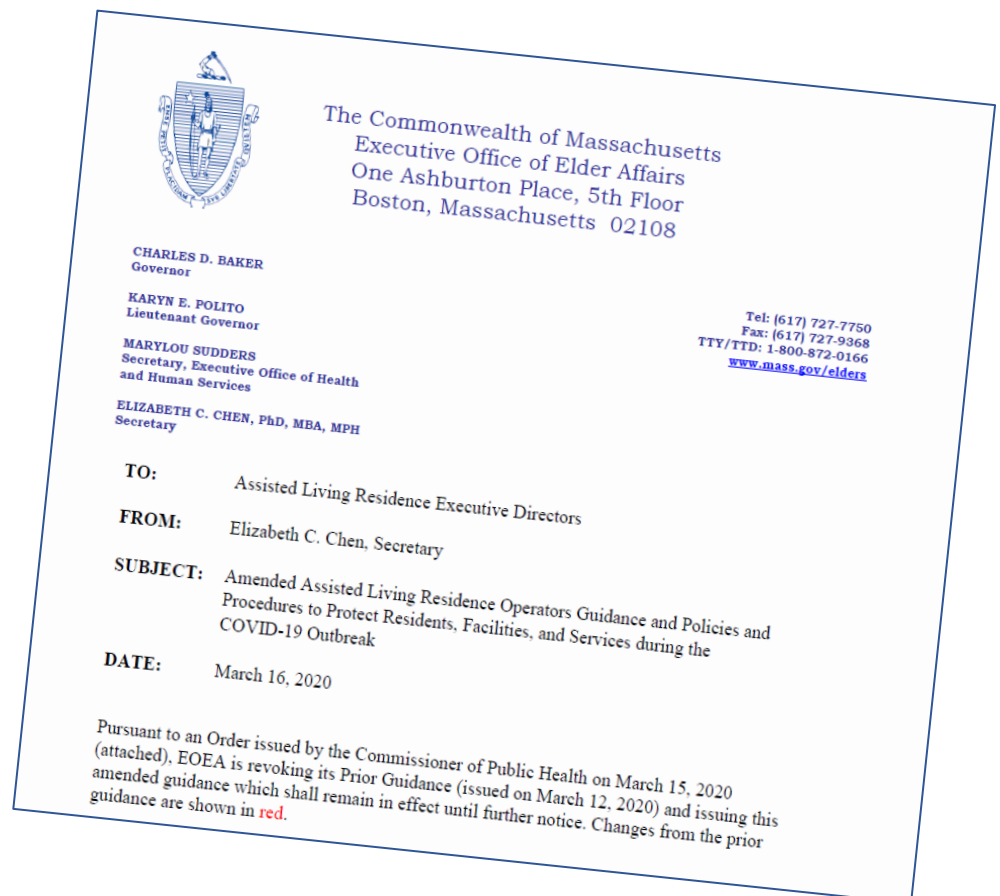 The Commonwealth of Massachusetts
Executive Office of Elder Affairs
One Ashburton Place, 5th Floor
Boston, Massachusetts  02108
CHARLES D. BAKER
Governor
KARYN E. POLITO
Lieutenant Governor
MARYLOU SUDDERS
Secretary, Executive Office of Health
and Human Services
ELIZABETH C. CHEN, PhD, MBA, MPH
Secretary
Tel: (617) 727-7750
Fax: (617) 727-9368
TTY/TTD: 1-800-872-0166
www.mass.gov/elders
TO: Assisted Living Residence Executive Directors
FROM: Elizabeth C. Chen, Secretary
SUBJECT: Amended Assisted Living Residence Operators Guidance and Policies and
Procedures to Protect Residents, Facilities, and Services during the
COVID-19 Outbreak
DATE: March 16, 2020
Pursuant to an Order issued by the Commissioner of Public Health on March 15, 2020
(attached), EOEA is revoking its Prior Guidance (issued on March 12, 2020) and issuing this
amended guidance which shall remain in effect until further notice. Changes from the prior
guidance are shown in red.